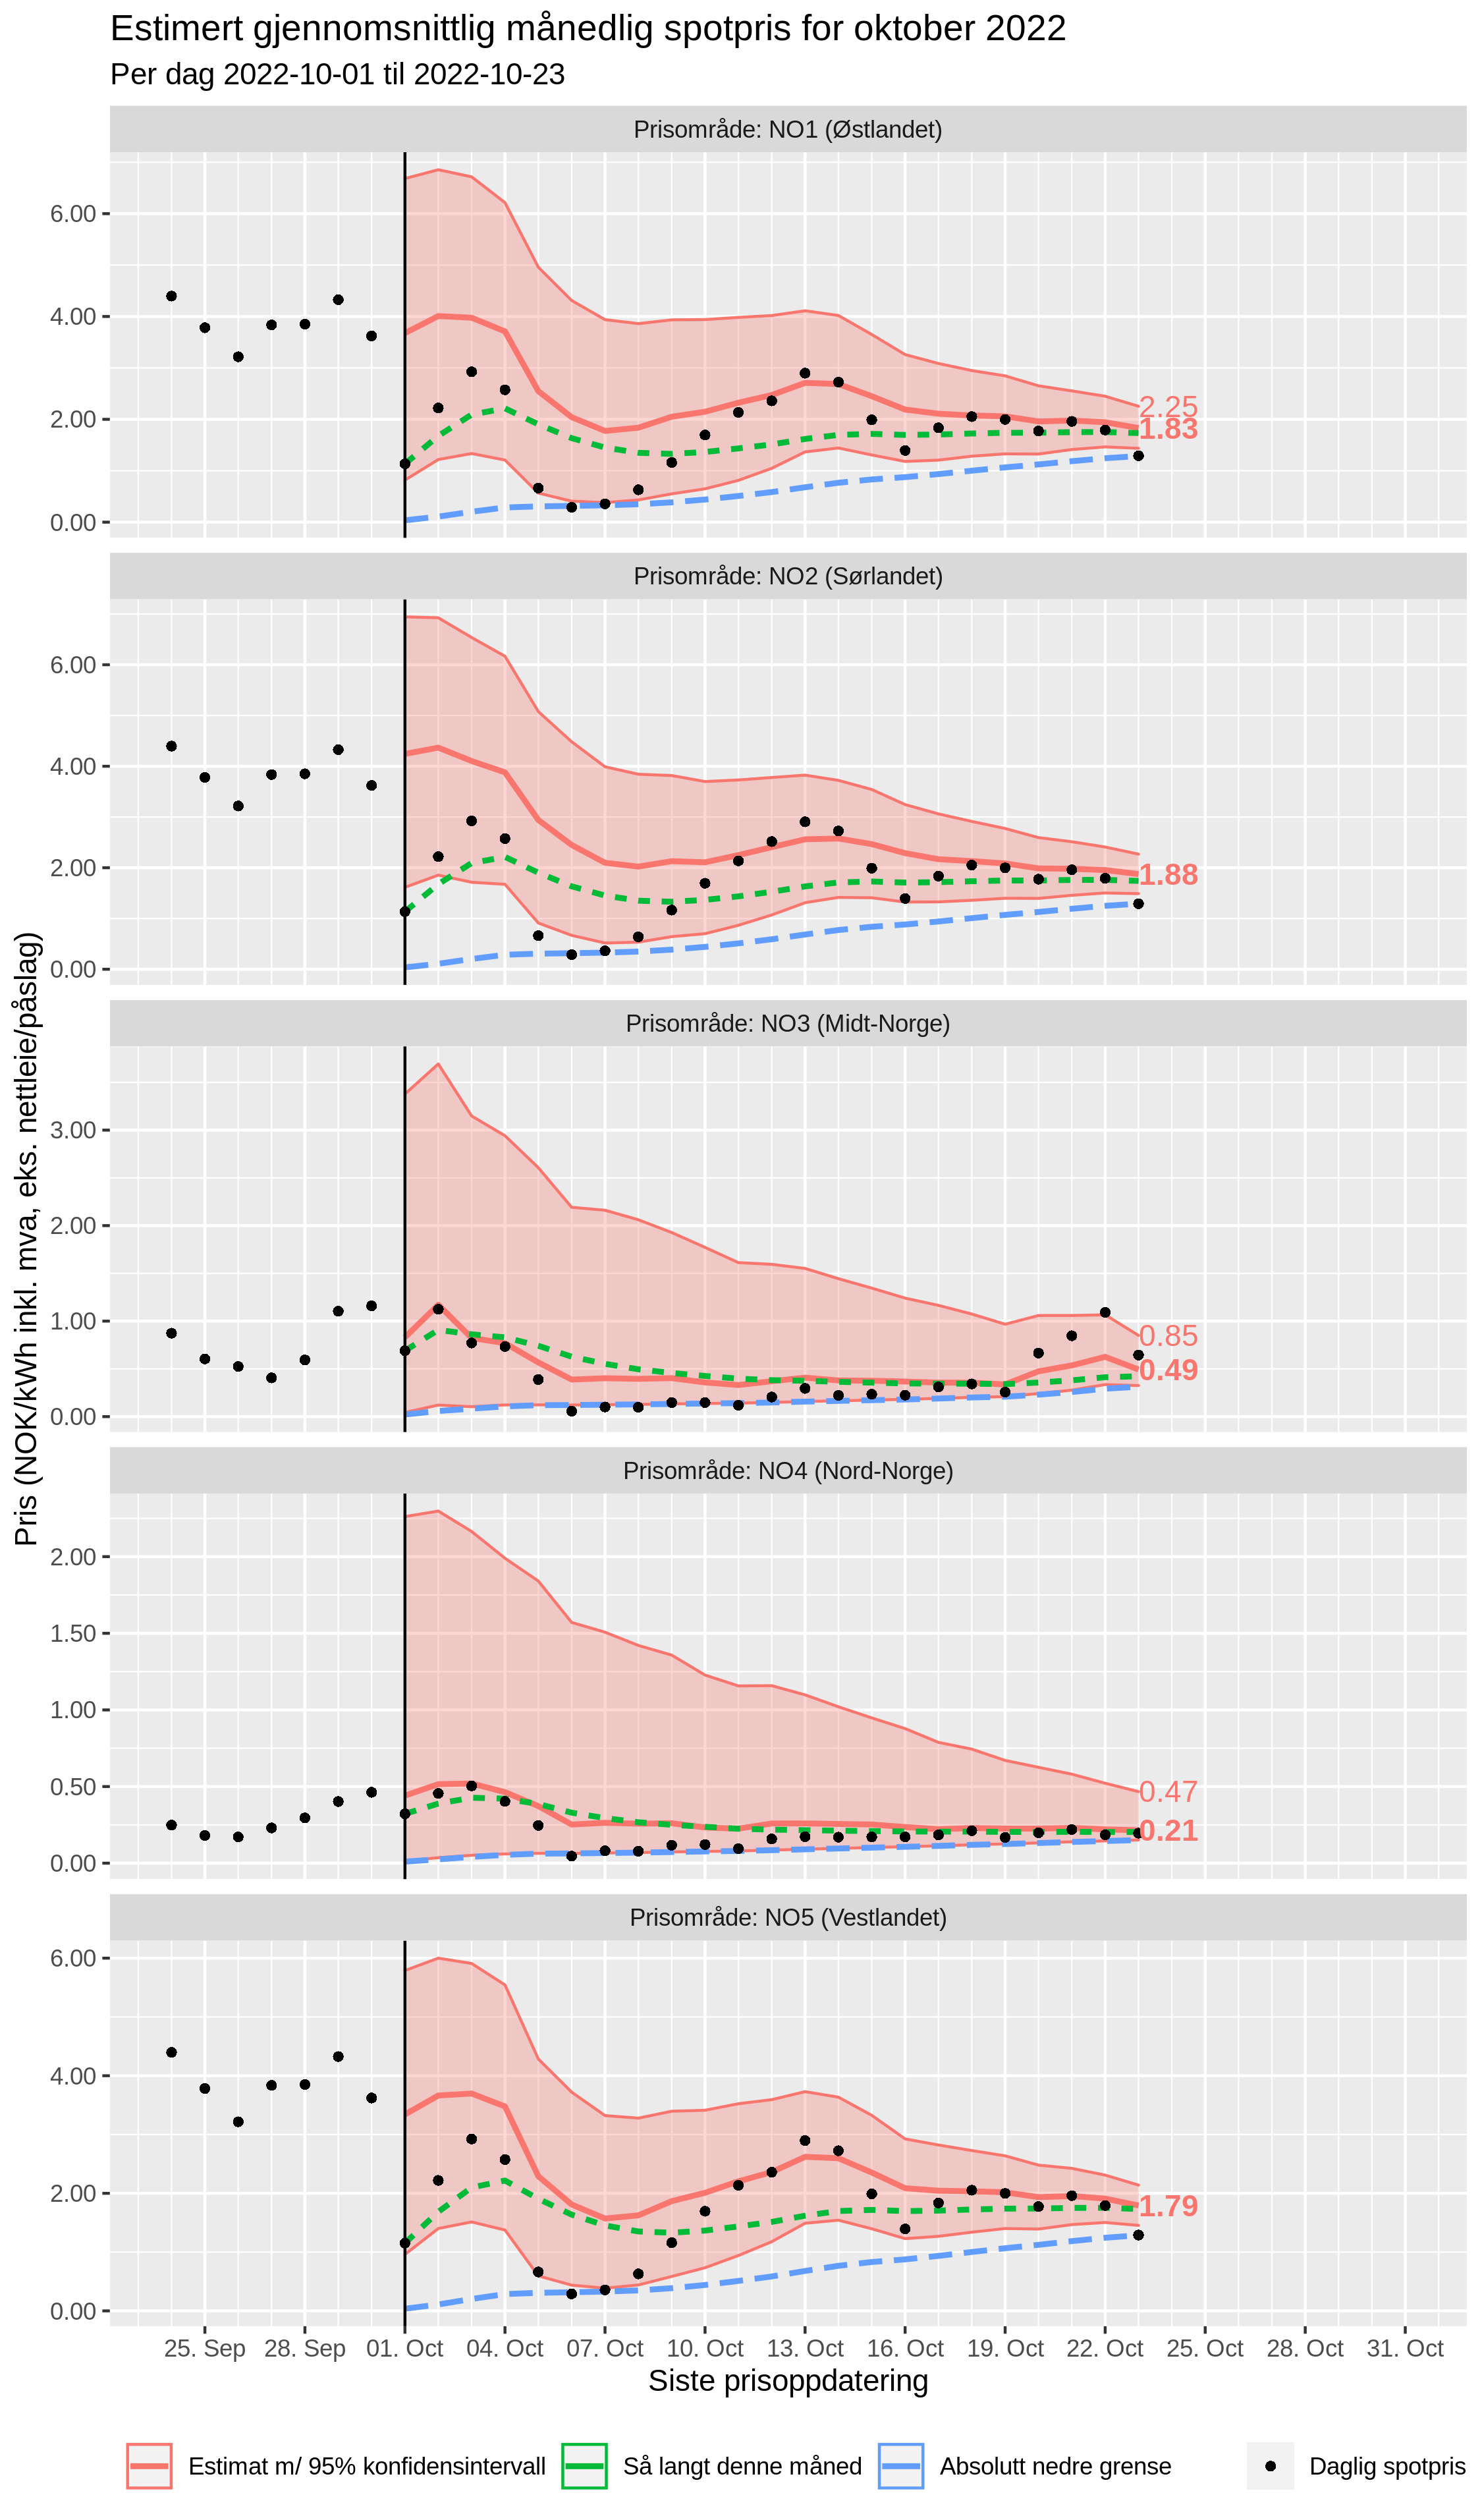 Estimert gjennomsnittlig månedlig spotpris for oktober 2022
Per dag 2022-10-01 til 2022-10-23
Pris (NOK/kWh inkl. mva, eks. nettleie/påslag)
Prisområde: NO1 (Østlandet)
6.00
4.00
2.00
0.00
2.25
1.83
Prisområde: NO2 (Sørlandet)
6.00
4.00
2.00
0.00
1.88
Prisområde: NO3 (Midt-Norge)
3.00
2.00
1.00
0.00
0.85
0.49
Prisområde: NO4 (Nord-Norge)
2.00
1.50
1.00
0.50
0.00
0.47
0.21
Prisområde: NO5 (Vestlandet)
6.00
4.00
2.00
0.00
1.79
25. Sep 28. Sep 01. Oct 04. Oct 07. Oct 10. Oct 13. Oct 16. Oct 19. Oct 22. Oct 25. Oct 28. Oct 31. Oct
Siste prisoppdatering
Estimat m/ 95% konfidensintervall Så langt denne måned Absolutt nedre grense Daglig spotpris